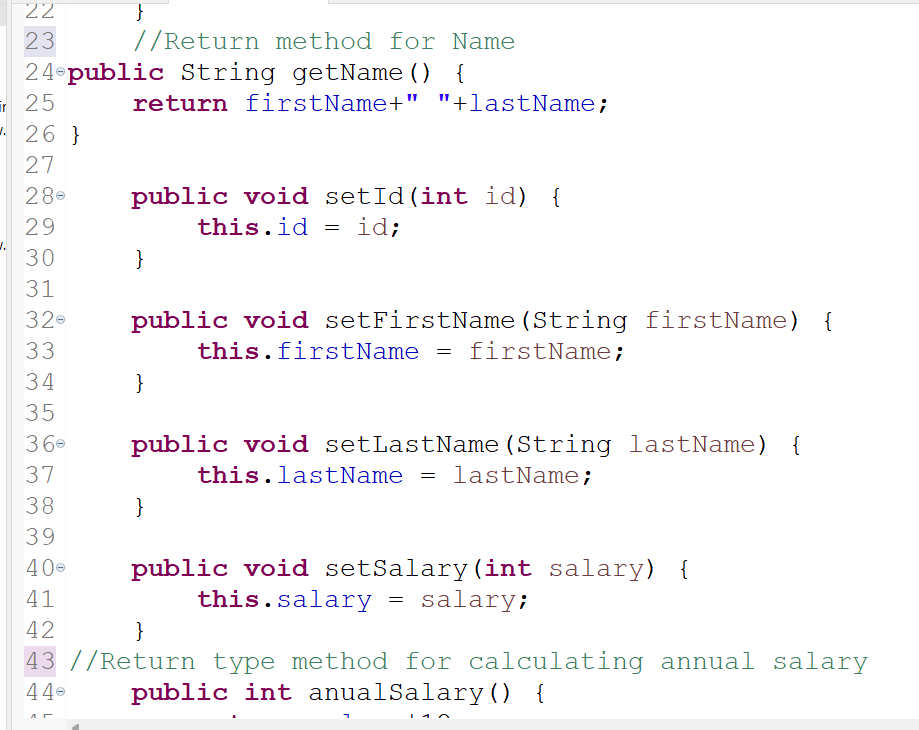 22 }
23 //Return method for Name
24 public String getName() {
25 return firstName+" "+lastName;
26 }
27
28 public void setId(int id) {
29 this.id = id;
30 }
31
32 public void setFirstName(String firstName) {
33 this.firstName = firstName;
34 }
35
36 public void setLastName(String lastName) {
37 this.lastName = lastName;
38 }
39
40 public void setSalary(int salary) {
41 this.salary = salary;
42 }
43 //Return type method for calculating annual salary
44 public int anualSalary() {
45